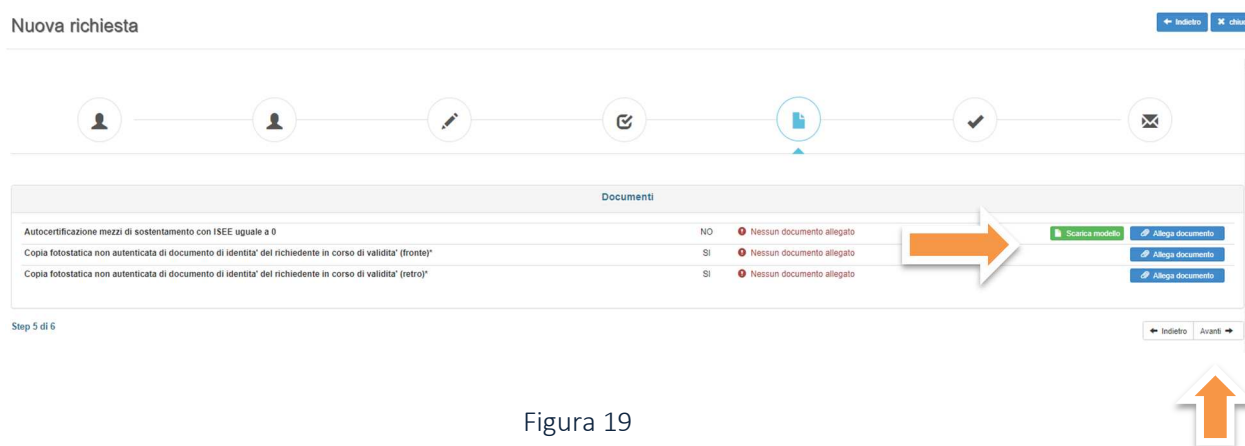 Nuova richiesta
Indietro
Documenti
Autocertificazione mezzi di sostentamento con ISEE uguale a 0 NO Nessun documento allegato Scarica modello Allega documento
Copia fotostatica non autenticata di documento di identita' del richiedente in corso di validita' (fronte)* SI Nessun documento allegato Allega documento
Copia fotostatica non autenticata di documento di identita' del richiedente in corso di validita' (retro)* SI Nessun documento allegato Allega documento
Step 5 di 6
Indietro Avanti
Figura 19